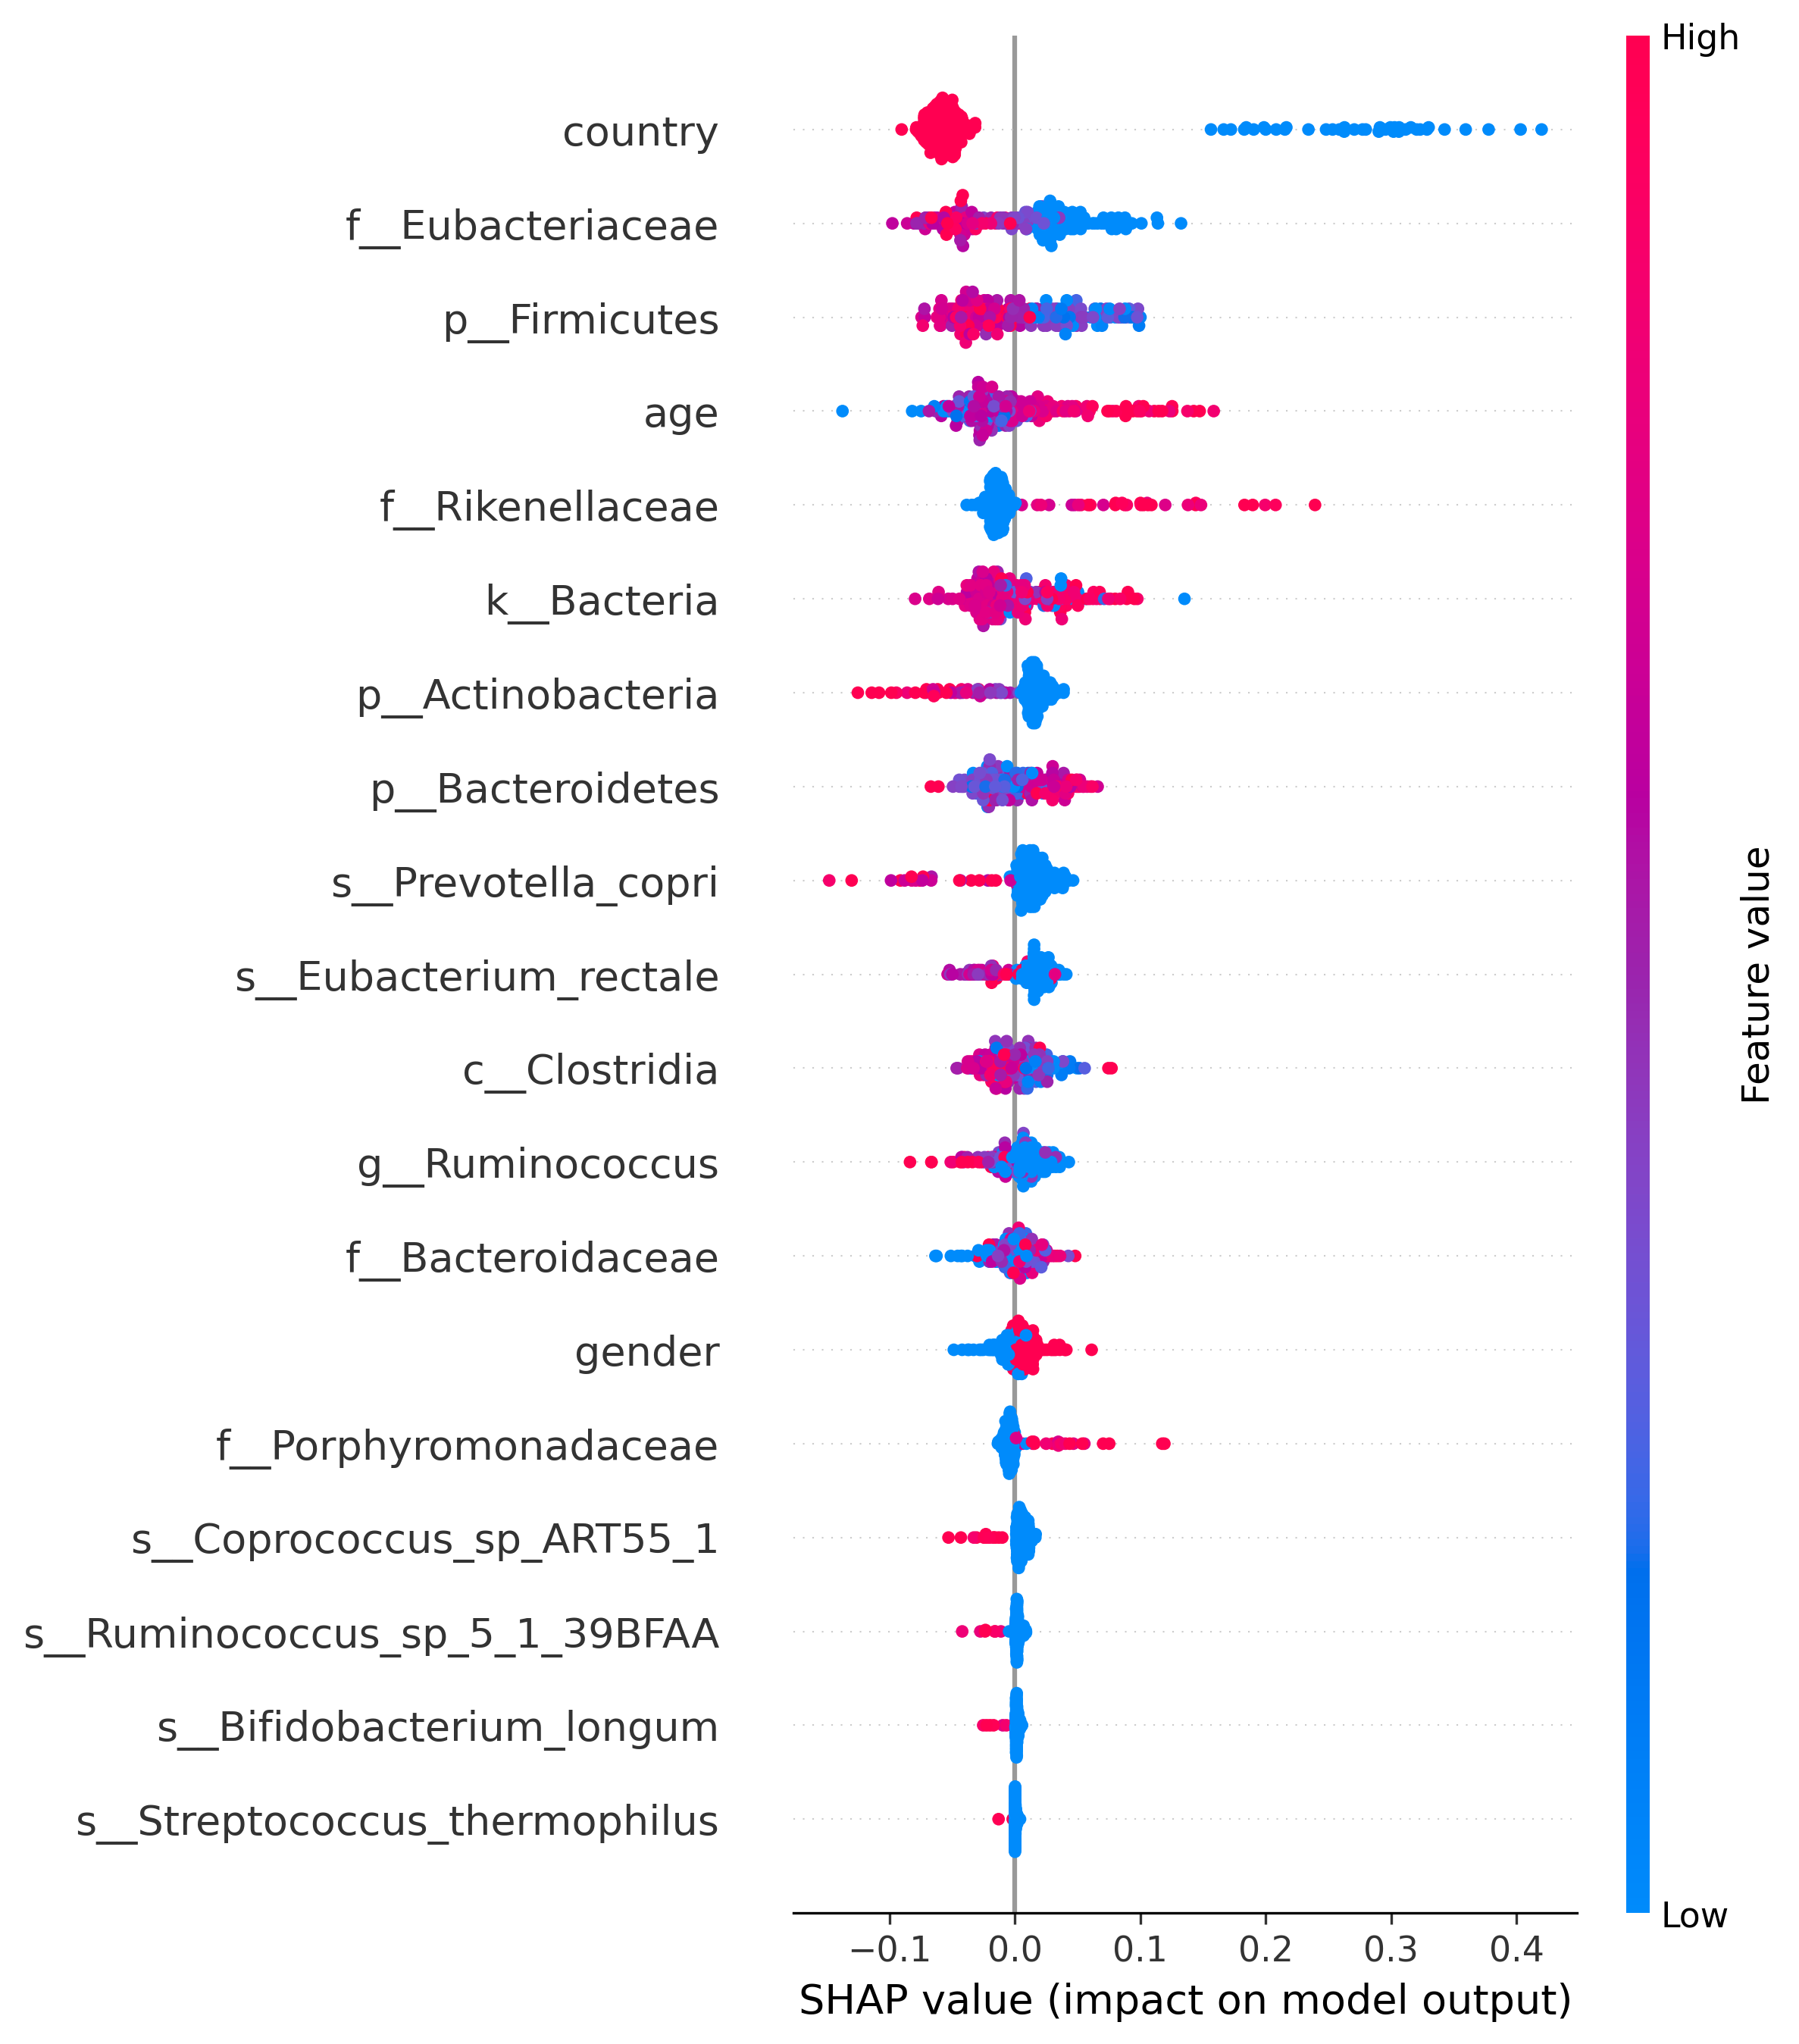 High
country
f__Eubacteriaceae
p__Firmicutes
age
f__Rikenellaceae
k__Bacteria
p__Actinobacteria
p__Bacteroidetes
s__Prevotella_copri
s__Eubacterium_rectale
c__Clostridia
g__Ruminococcus
f__Bacteroidaceae
gender
f__Porphyromonadaceae
s__Coprococcus_sp_ART55_1
s__Ruminococcus_sp_5_1_39BFAA
s__Bifidobacterium_longum
s__Streptococcus_thermophilus
Feature value
Low
−0.1 0.0 0.1 0.2 0.3 0.4
SHAP value (impact on model output)